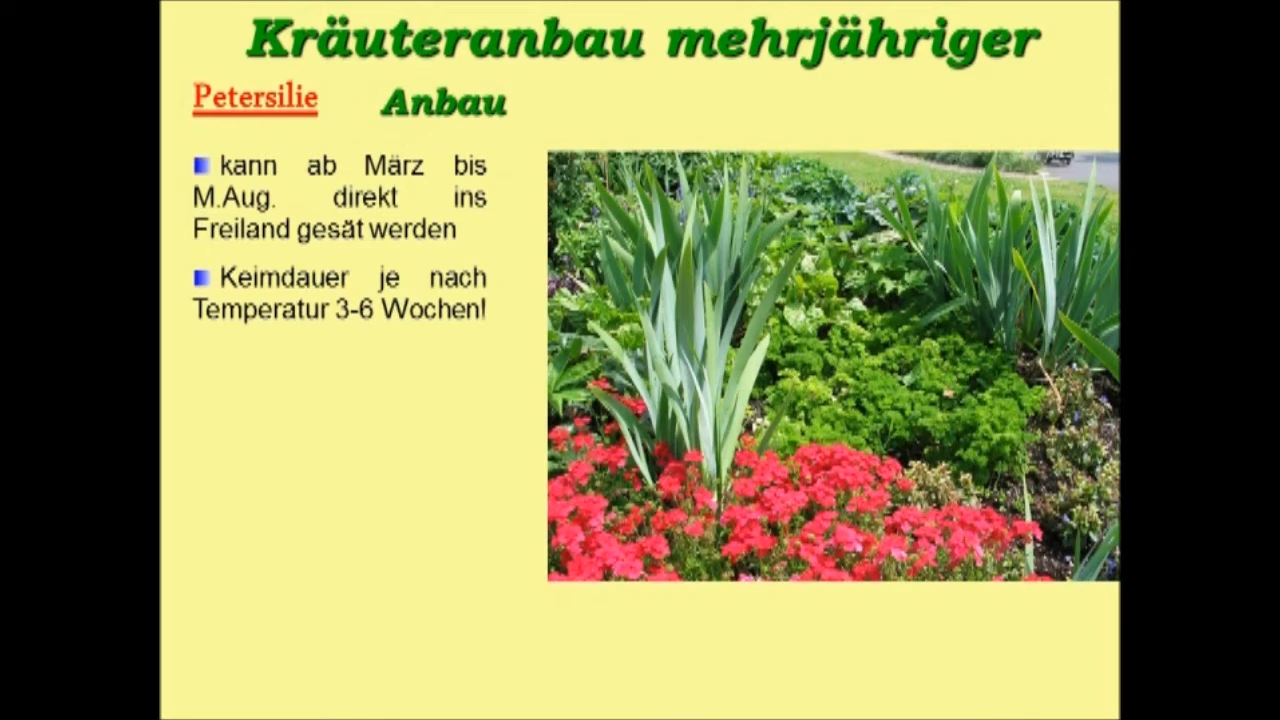 Kräuteranbau mehrjähriger
Petersilie Anbau
kann ab März bis
M.Aug. direkt ins
Freiland gesät werden
Keimdauer je nach
Temperatur 3-6 Wochen!